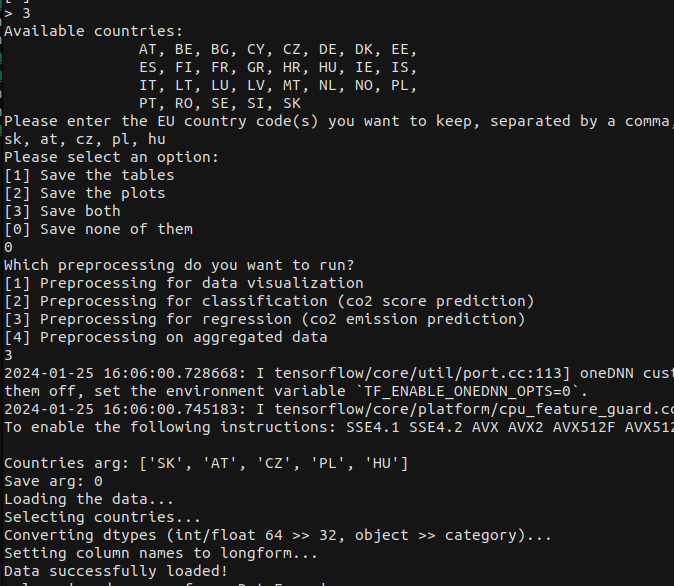 > 3
Available countries:
AT, BE, BG, CY, CZ, DE, DK, EE,
ES, FI, FR, GR, HR, HU, IE, IS,
IT, LT, LU, LV, MT, NL, NO, PL,
PT, RO, SE, SI, SK
Please enter the EU country code(s) you want to keep, separated by a comma,
sk, at, cz, pl, hu
Please select an option:
[1] Save the tables
[2] Save the plots
[3] Save both
[0] Save none of them
0
Which preprocessing do you want to run?
[1] Preprocessing for data visualization
[2] Preprocessing for classification (co2 score prediction)
[3] Preprocessing for regression (co2 emission prediction)
[4] Preprocessing on aggregated data
3
2024-01-25 16:06:00.728668: I tensorflow/core/util/port.cc:113] oneDNN cust
them off, set the environment variable `TF_ENABLE_ONEDNN_OPTS=0`.
2024-01-25 16:06:00.745183: I tensorflow/core/platform/cpu_feature_guard.cc
To enable the following instructions: SSE4.1 SSE4.2 AVX AVX2 AVX512F AVX512
Countries arg: ['SK', 'AT', 'CZ', 'PL', 'HU']
Save arg: 0
Loading the data...
Selecting countries...
Converting dtypes (int/float 64 >> 32, object >> category)...
Setting column names to longform...
Data successfully loaded!